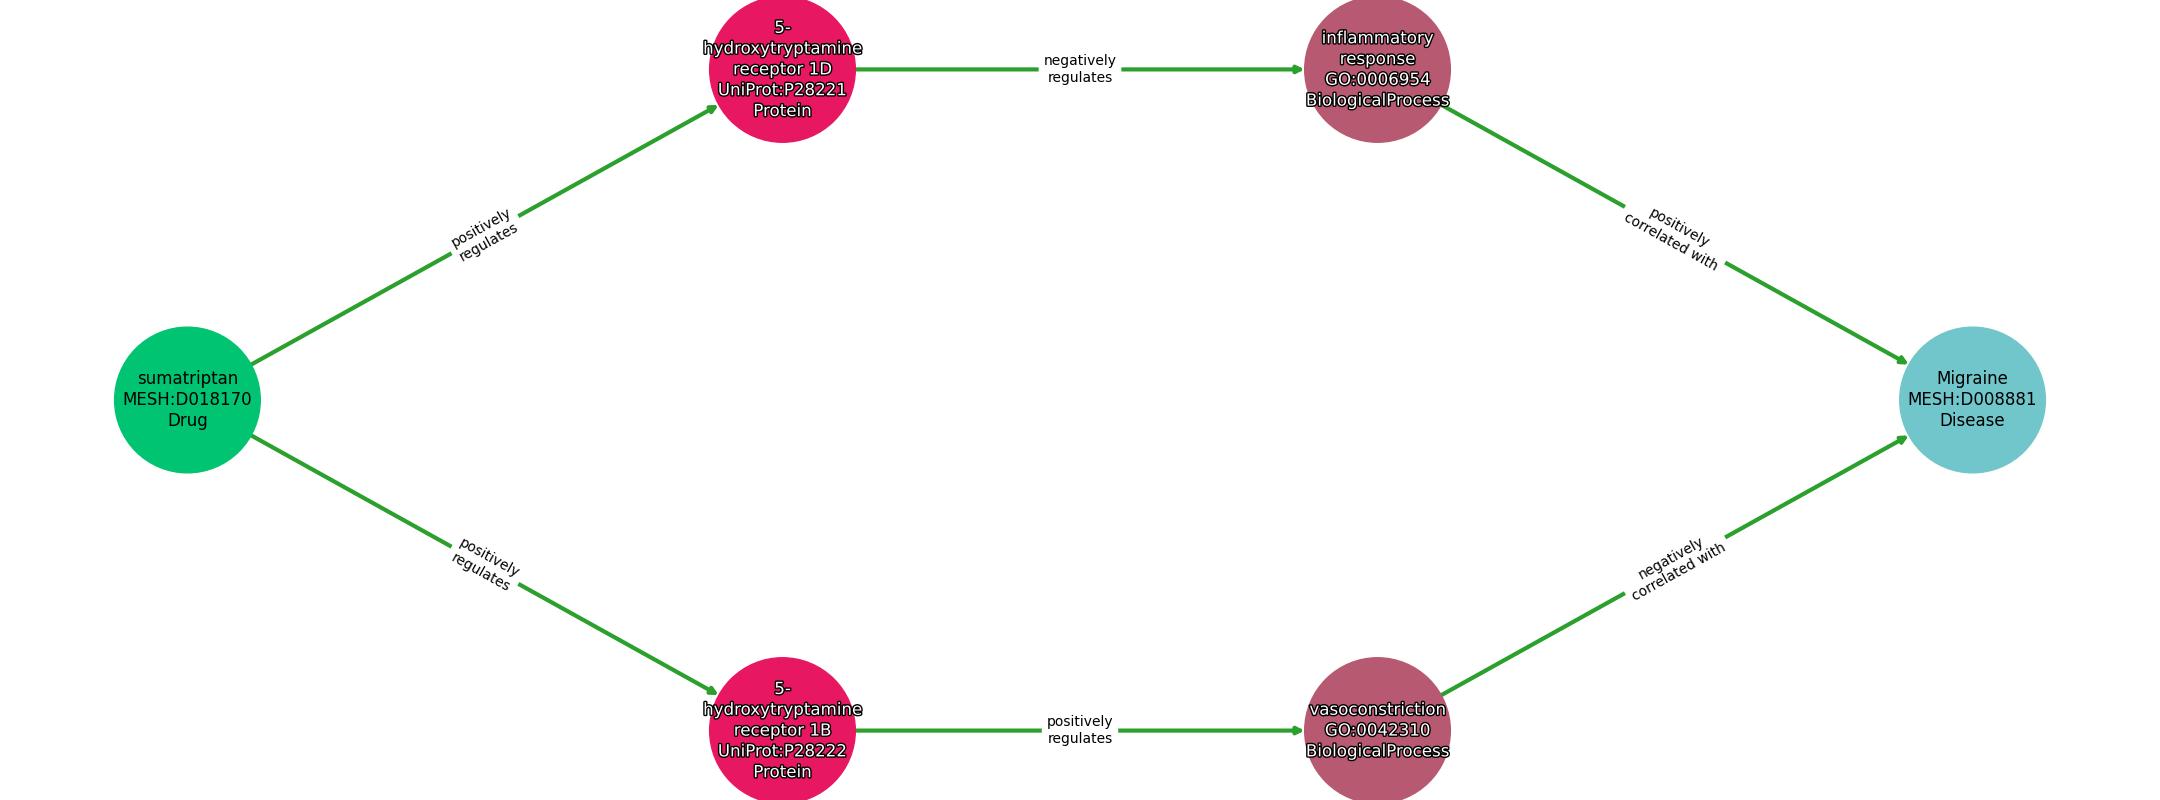 5-
hydroxytryptamine
receptor 1D
UniProt:P28221
Protein
negatively
regulates
inflammatory
response
GO:0006954
BiologicalProcess
positively
regulates
positively
correlated with
sumatriptan
MESH:D018170
Drug
Migraine
MESH:D008881
Disease
positively
regulates
negatively
correlated with
5-
hydroxytryptamine
receptor 1B
UniProt:P28222
Protein
positively
regulates
vasoconstriction
GO:0042310
BiologicalProcess